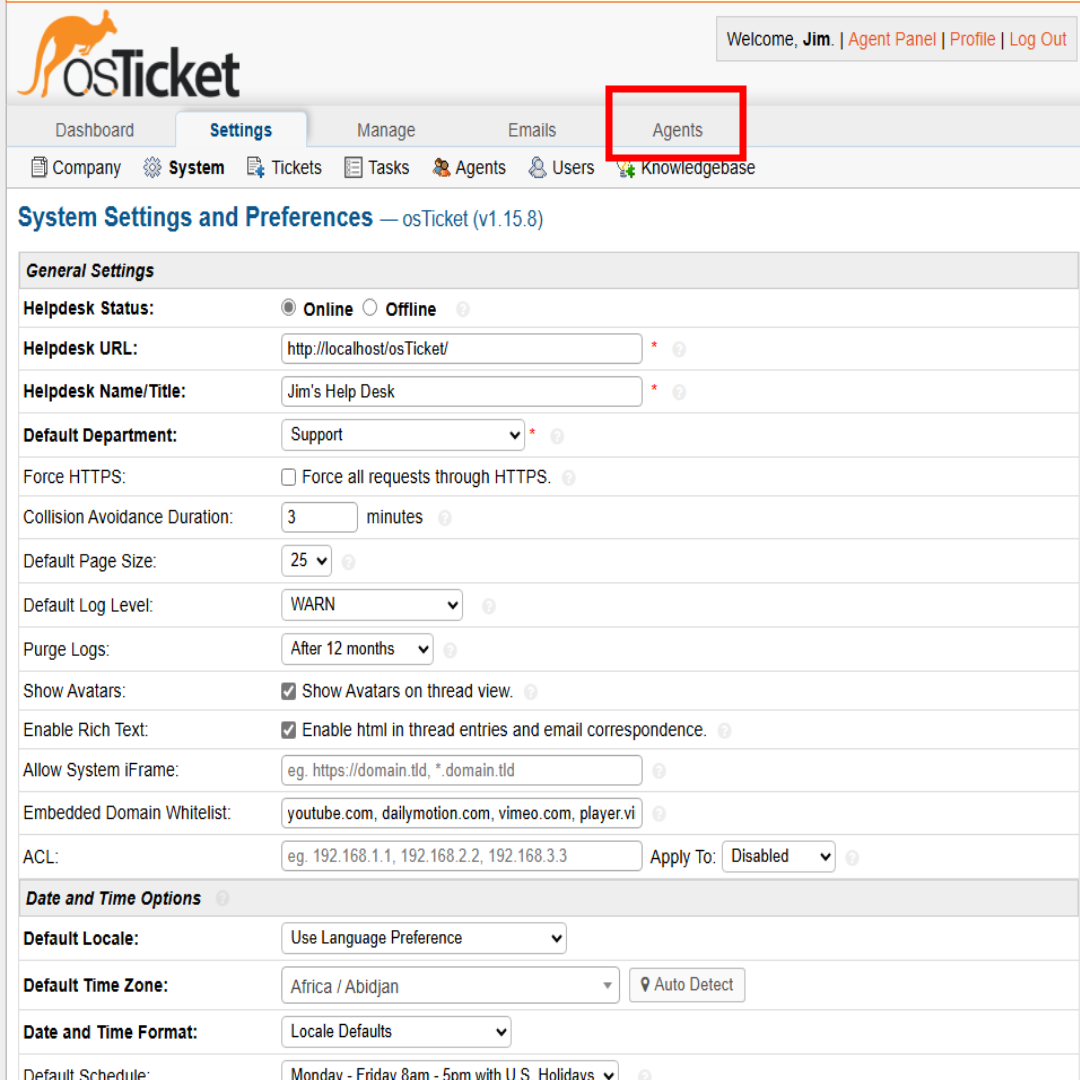 Welcome, Jim. | Agent Panel | Profile | Log Out
osTicket
Dashboard Settings Manage Emails Agents
Company System Tickets Tasks Agents Users Knowledgebase
System Settings and Preferences — osTicket (v1.15.8)
General Settings
Helpdesk Status: Online Offline
Helpdesk URL: http://localhost/osTicket/ *
Helpdesk Name/Title: Jim's Help Desk *
Default Department: Support *
Force HTTPS: Force all requests through HTTPS.
Collision Avoidance Duration: 3 minutes
Default Page Size: 25
Default Log Level: WARN
Purge Logs: After 12 months
Show Avatars: Show Avatars on thread view.
Enable Rich Text: Enable html in thread entries and email correspondence.
Allow System iFrame: eg. https://domain.tld, *.domain.tld
Embedded Domain Whitelist: youtube.com, dailymotion.com, vimeo.com, player.vi
ACL: eg. 192.168.1.1, 192.168.2.2, 192.168.3.3 Apply To: Disabled
Date and Time Options
Default Locale: Use Language Preference
Default Time Zone: Africa / Abidjan Auto Detect
Date and Time Format: Locale Defaults
Default Schedule: Monday - Friday 8am - 5pm with U.S. Holidays